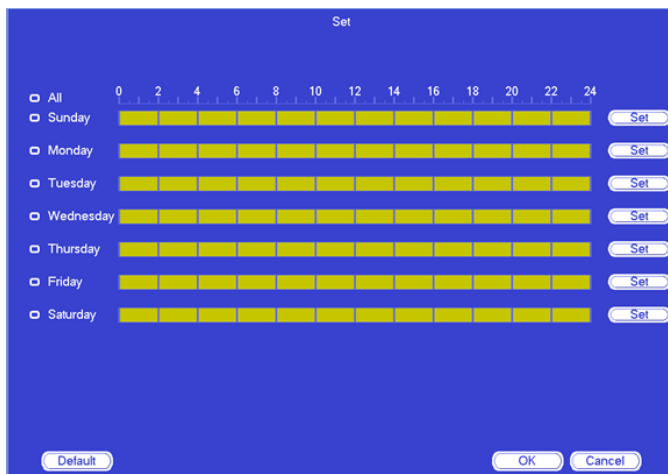 Set
0 2 4 6 8 10 12 14 16 18 20 22 24
All
Sunday Set
Monday Set
Tuesday Set
Wednesday Set
Thursday Set
Friday Set
Saturday Set
Default OK Cancel